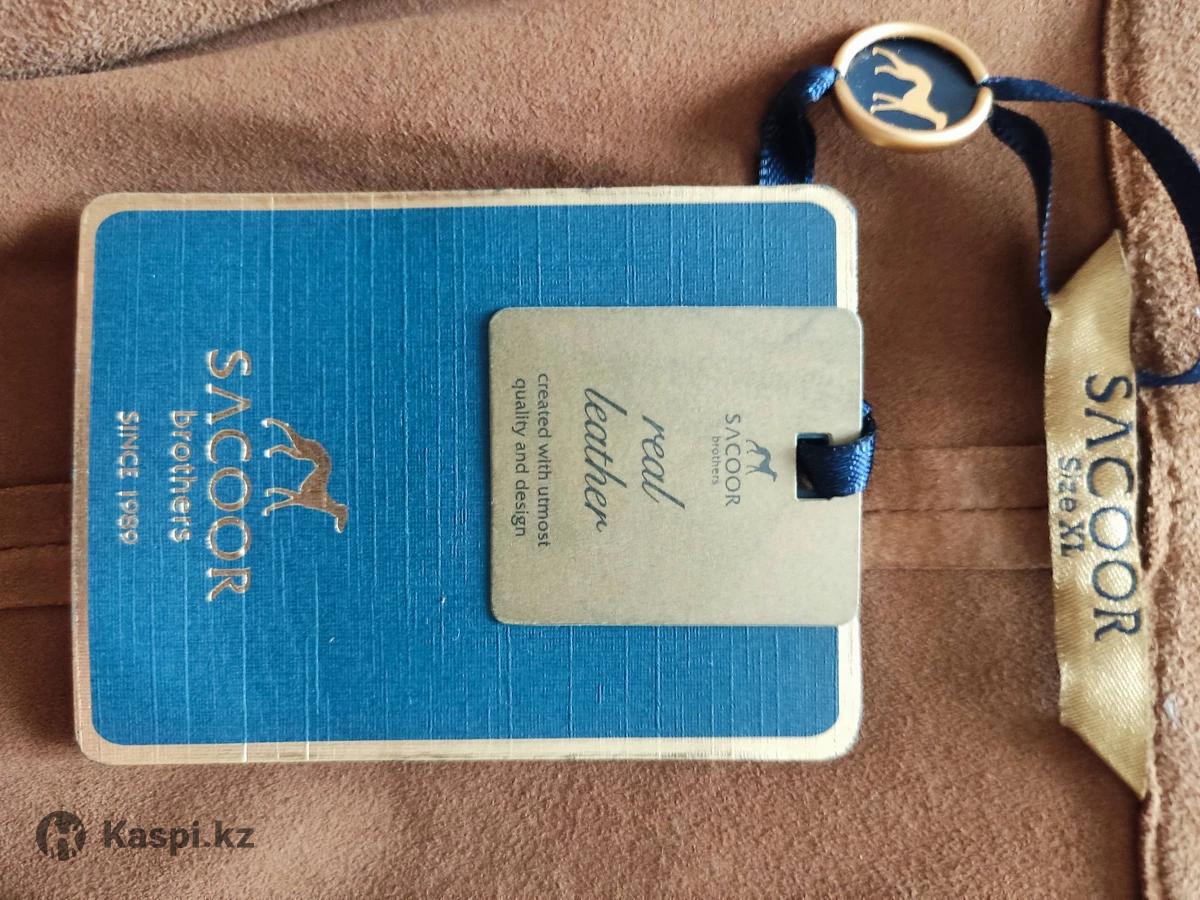 SACOOR
brothers
SINCE 1989
SACOOR
brothers
real
leather
created with utmost
quality and design
SACOOR
Size XL
Kaspi.kz